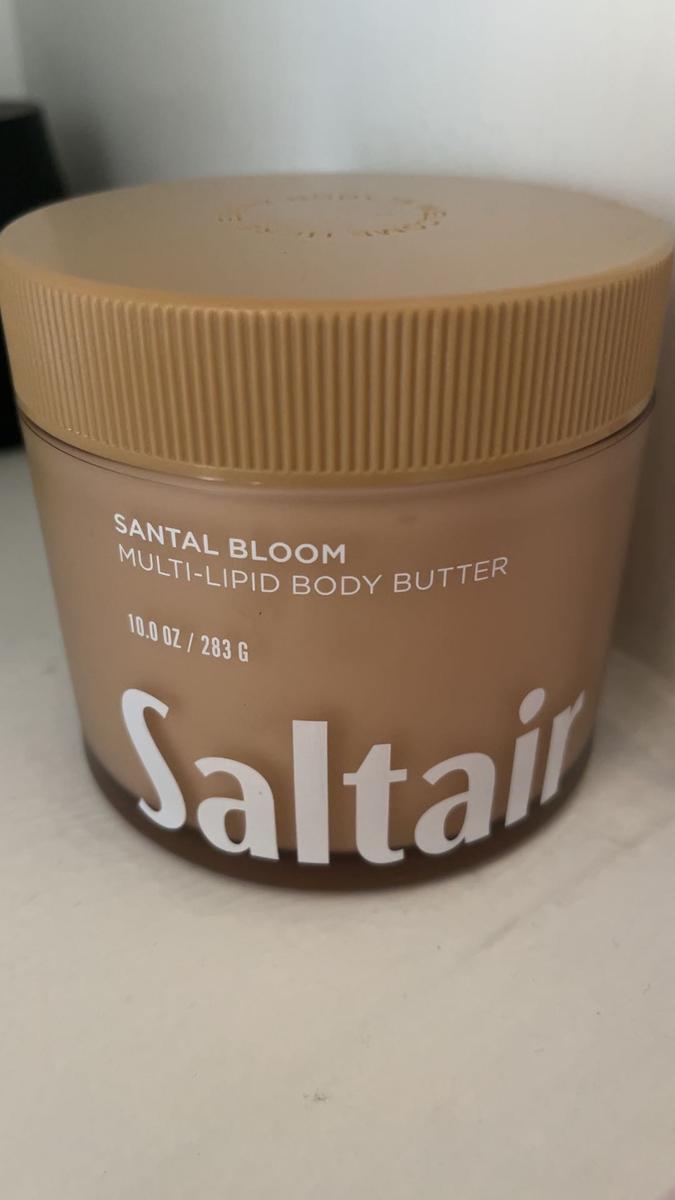 SANTAL BLOOM
MULTI-LIPID BODY BUTTER
10.0 OZ / 283 G
Saltair